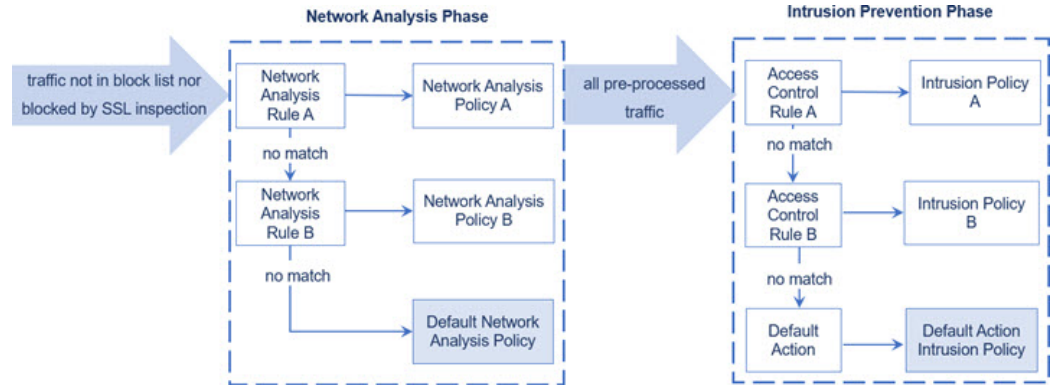 Network Analysis Phase
Intrusion Prevention Phase
traffic not in block list nor
blocked by SSL inspection
Network
Analysis
Rule A
Network Analysis
Policy A
no match
Network
Analysis
Rule B
Network Analysis
Policy B
no match
Default Network
Analysis Policy
all pre-processed
traffic
Access
Control
Rule A
Intrusion Policy
A
no match
Access
Control
Rule B
Intrusion Policy
B
no match
Default
Action
Default Action
Intrusion Policy